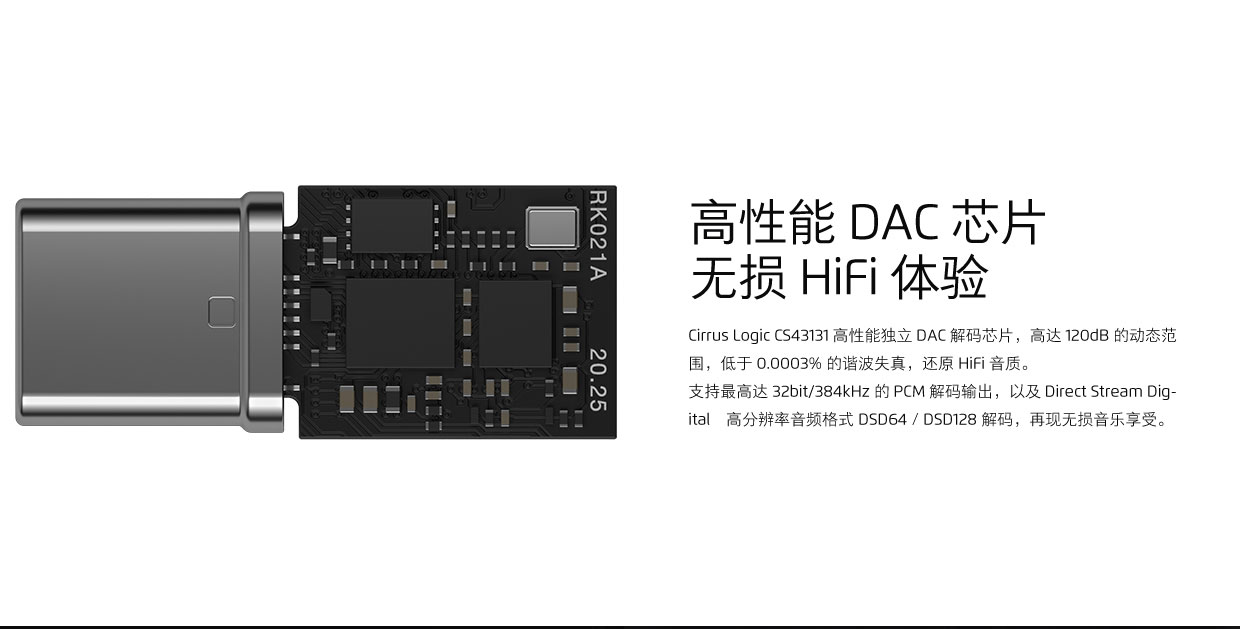 RK021A
20.25
高性能 DAC 芯片
无损 HiFi 体验
Cirrus Logic CS43131 高性能独立 DAC 解码芯片，高达 120dB 的动态范
围，低于 0.0003% 的谐波失真，还原 HiFi 音质。
支持最高达 32bit/384kHz 的 PCM 解码输出，以及 Direct Stream Dig-
ital　高分辨率音频格式 DSD64 / DSD128 解码，再现无损音乐享受。